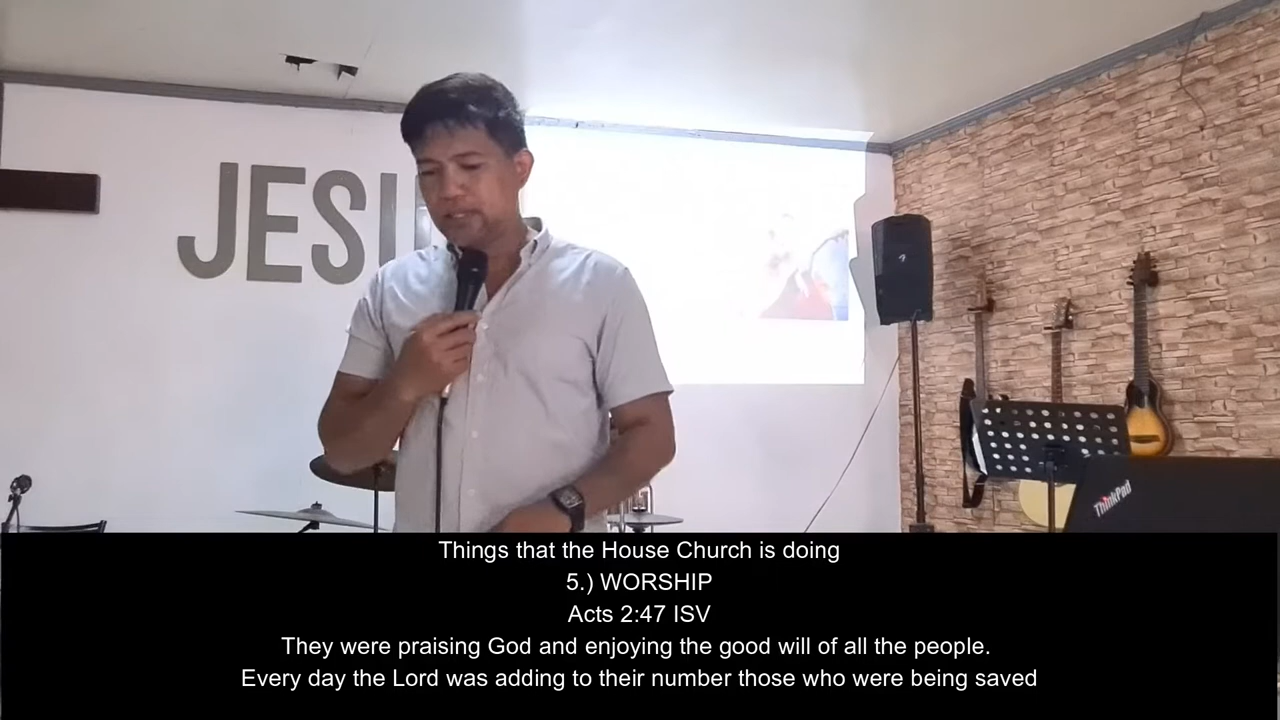 JESU
ThinkPad
Things that the House Church is doing
5.) WORSHIP
Acts 2:47 ISV
They were praising God and enjoying the good will of all the people.
Every day the Lord was adding to their number those who were being saved